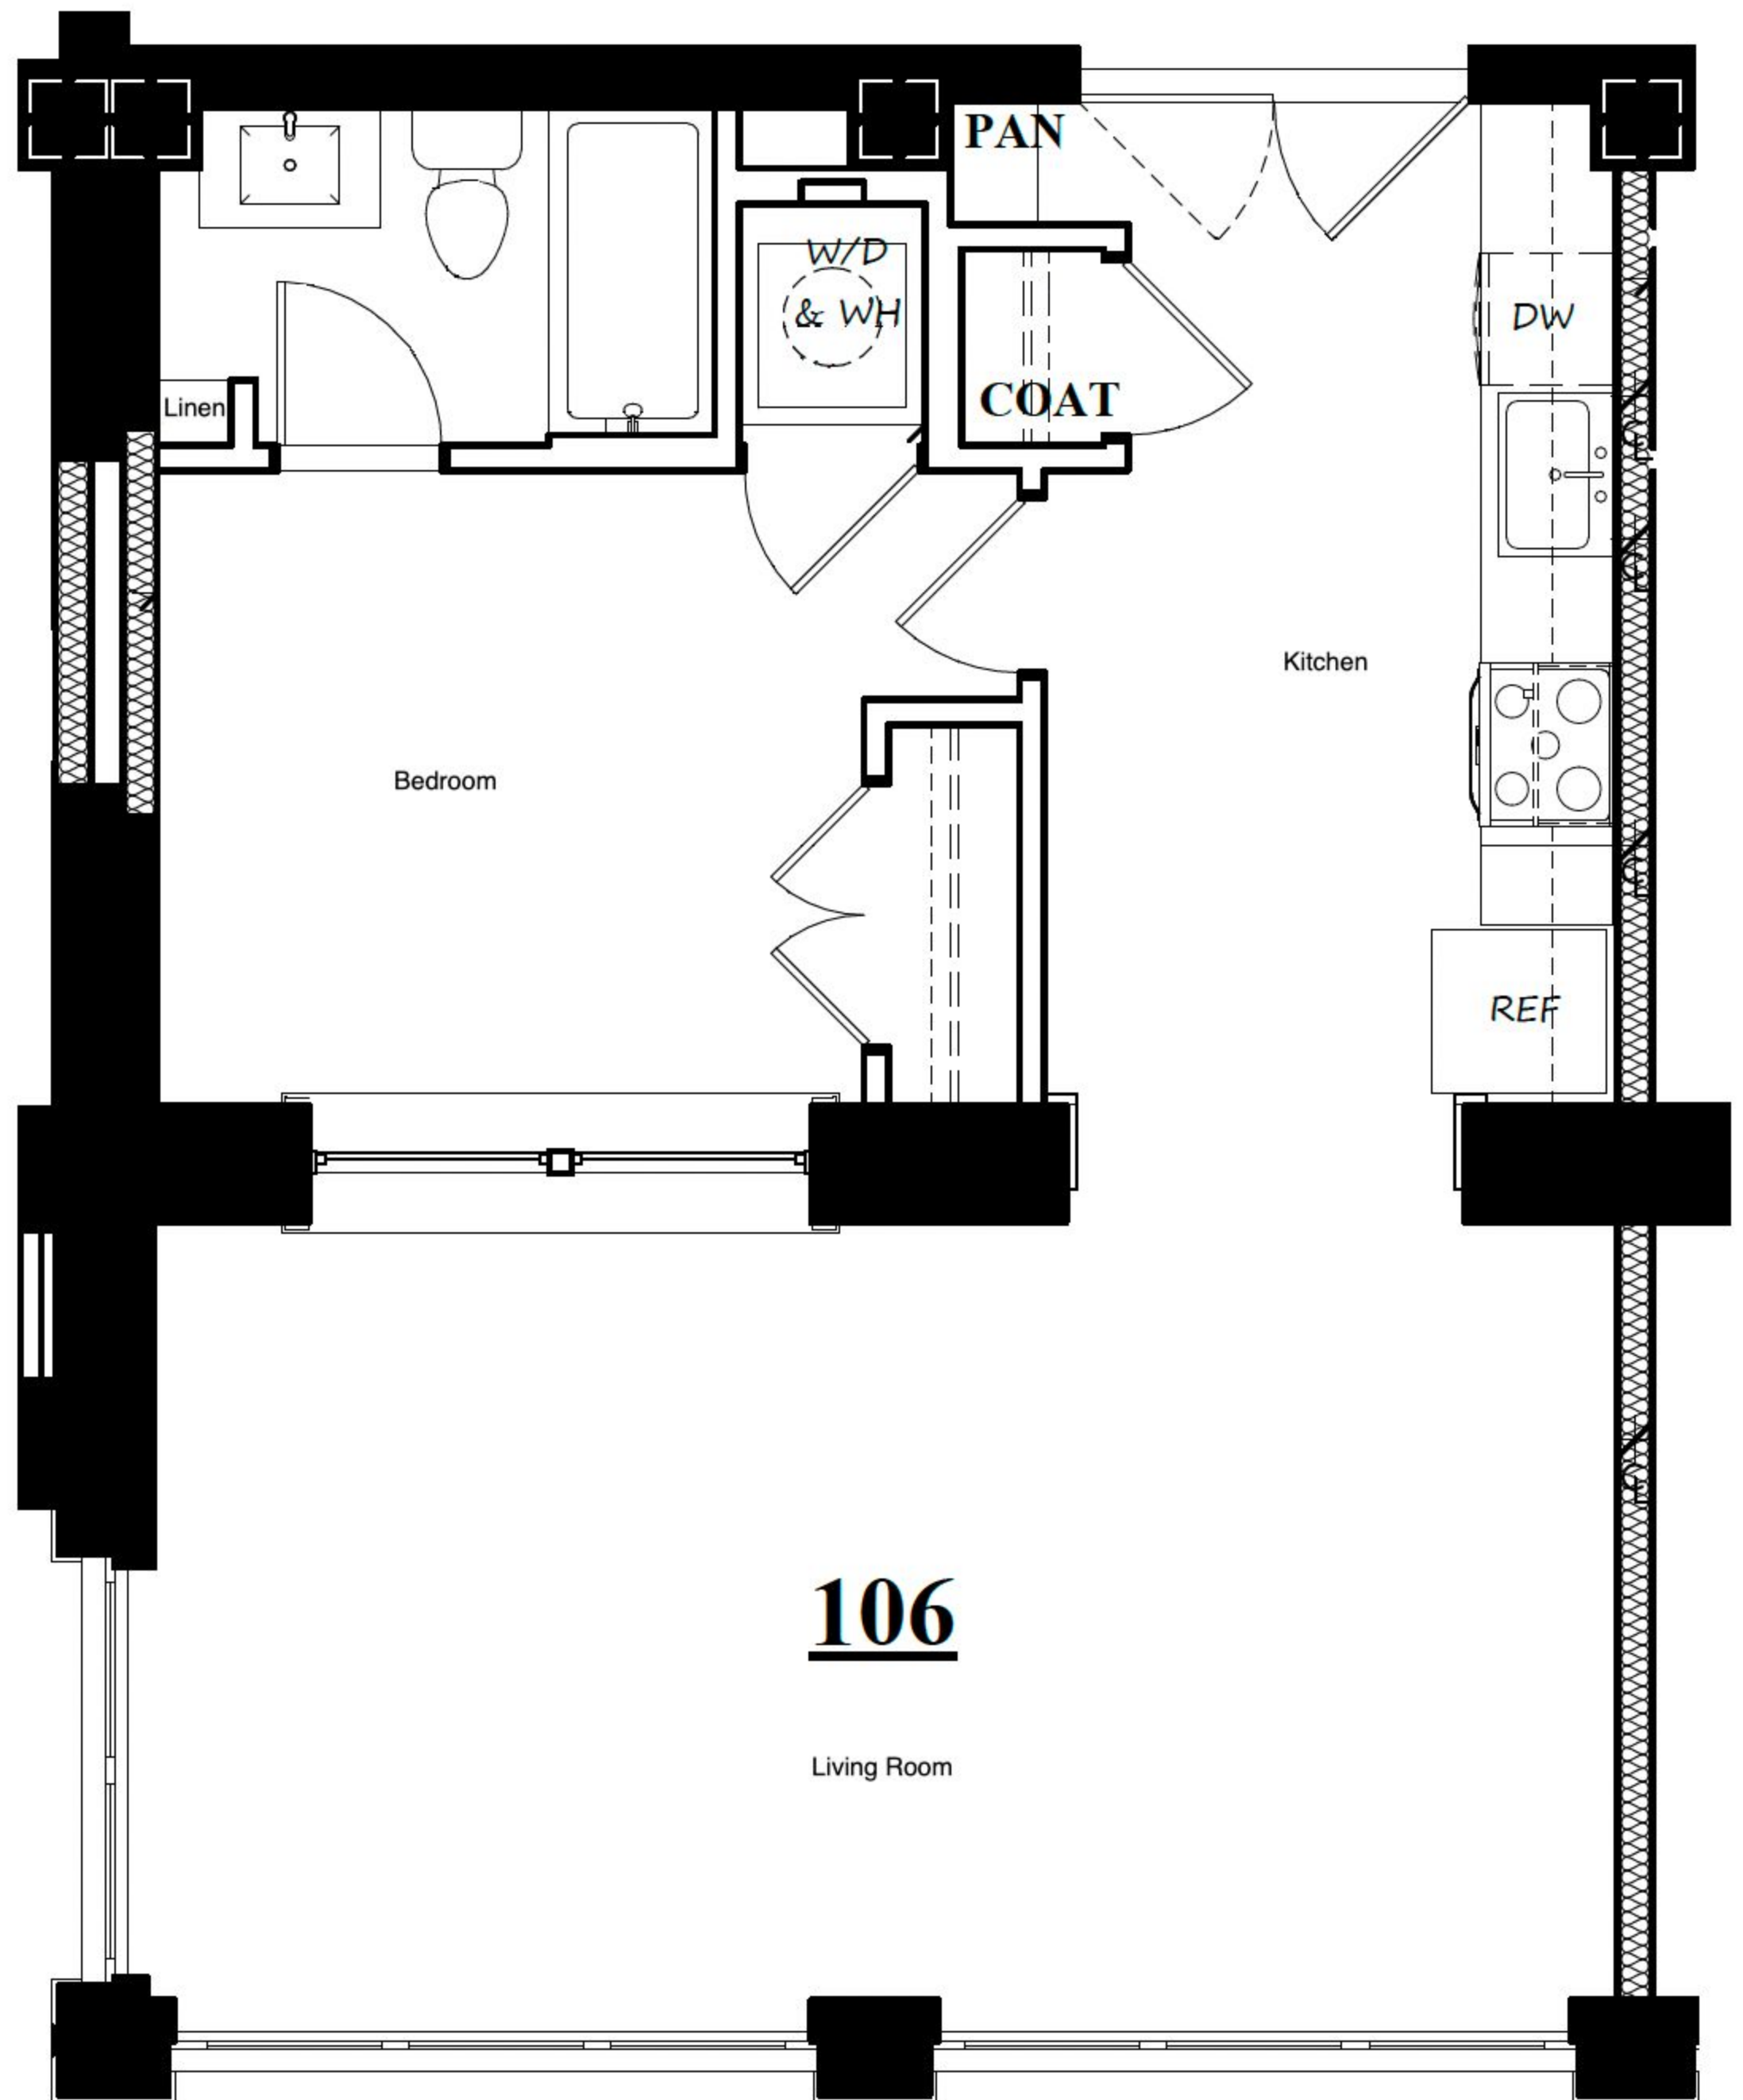 PAN
W/D
& WH
DW
COAT
Linen
Kitchen
Bedroom
REF
106
Living Room